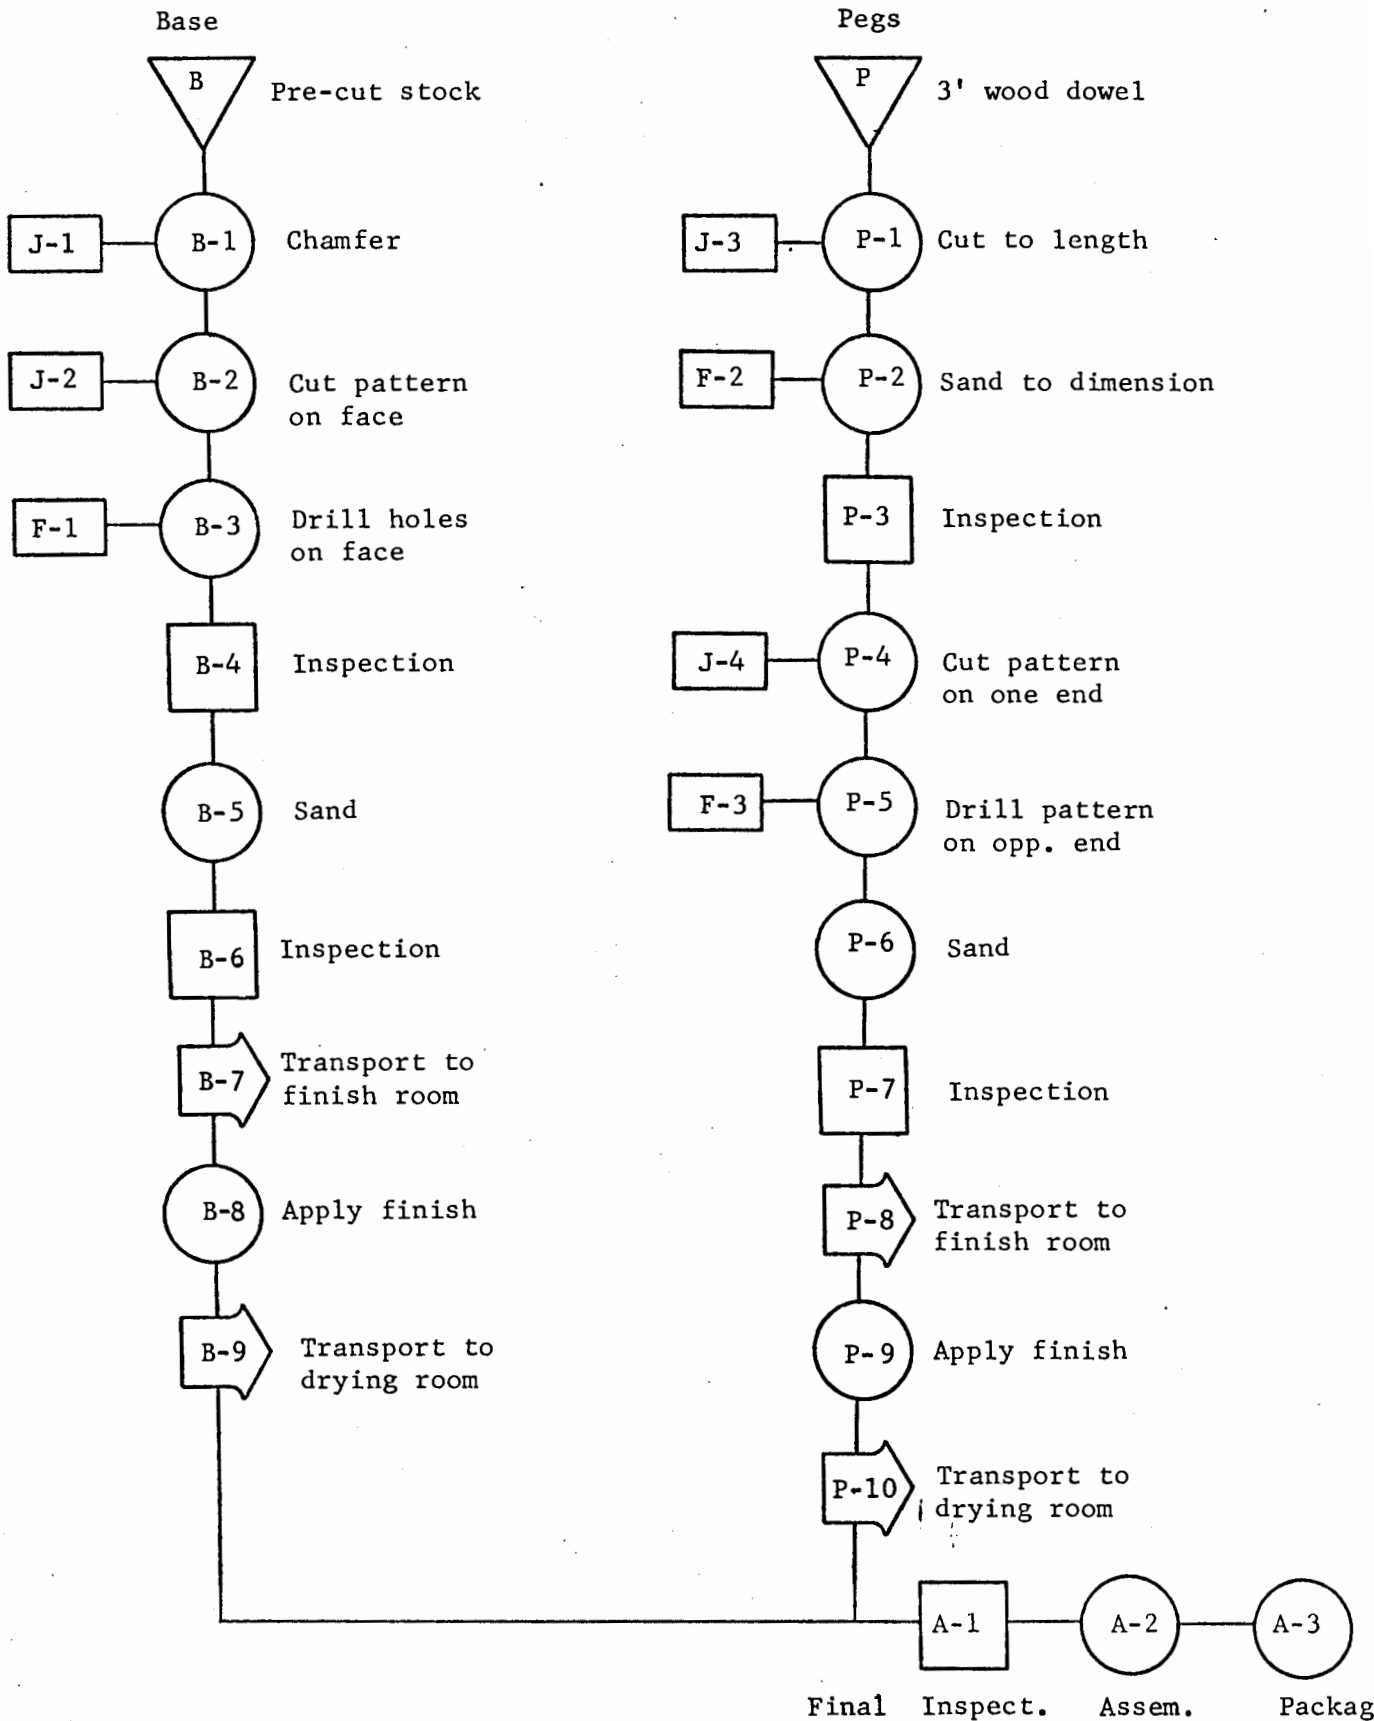 Base
B
Pre-cut stock
J-1
B-1
Chamfer
J-2
B-2
Cut pattern
on face
F-1
B-3
Drill holes
on face
B-4
Inspection
B-5
Sand
B-6
Inspection
B-7
Transport to
finish room
B-8
Apply finish
B-9
Transport to
drying room
Pegs
P
3' wood dowel
J-3
P-1
Cut to length
F-2
P-2
Sand to dimension
P-3
Inspection
J-4
P-4
Cut pattern
on one end
F-3
P-5
Drill pattern
on opp. end
P-6
Sand
P-7
Inspection
P-8
Transport to
finish room
P-9
Apply finish
P-10
Transport to
drying room
A-1
A-2
A-3
Final Inspect. Assem. Packag